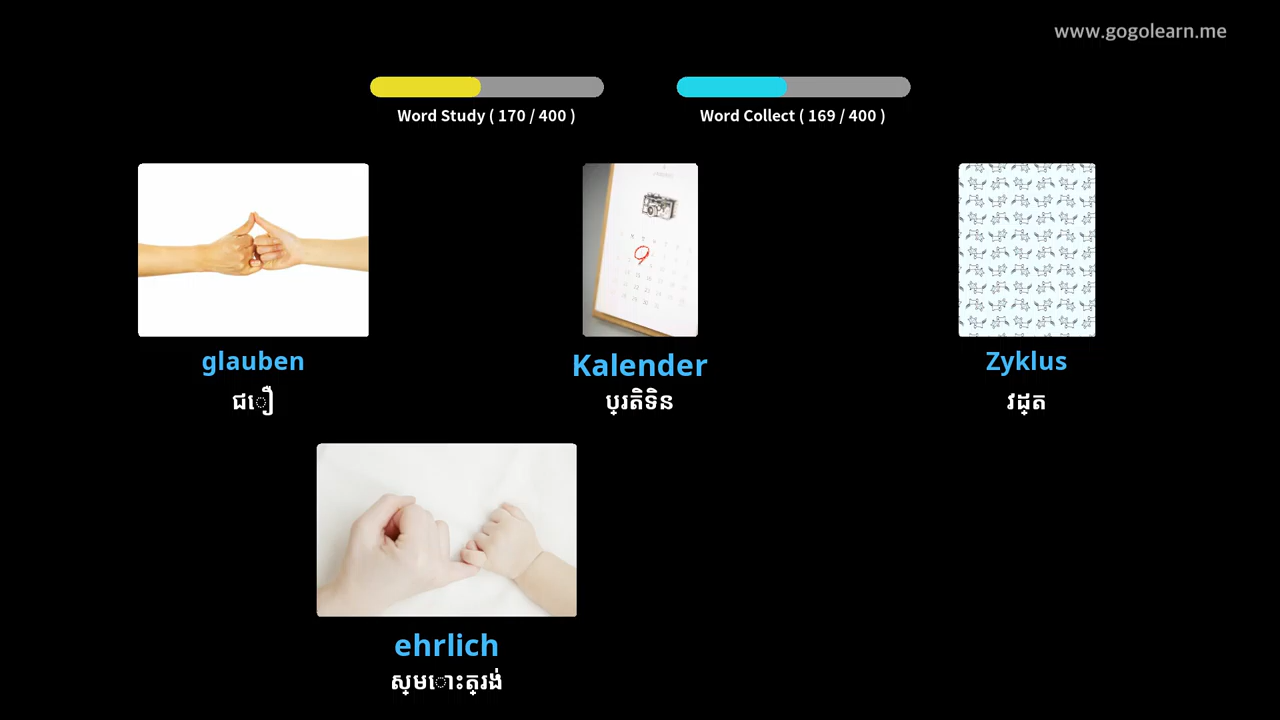 www.gogolearn.me
Word Study ( 170 / 400 )
Word Collect ( 169 / 400 )
glauben
ជឿ
Kalender
ប្រតិទិន
Zyklus
វដ្ត
ehrlich
ស្មោះត្រង់